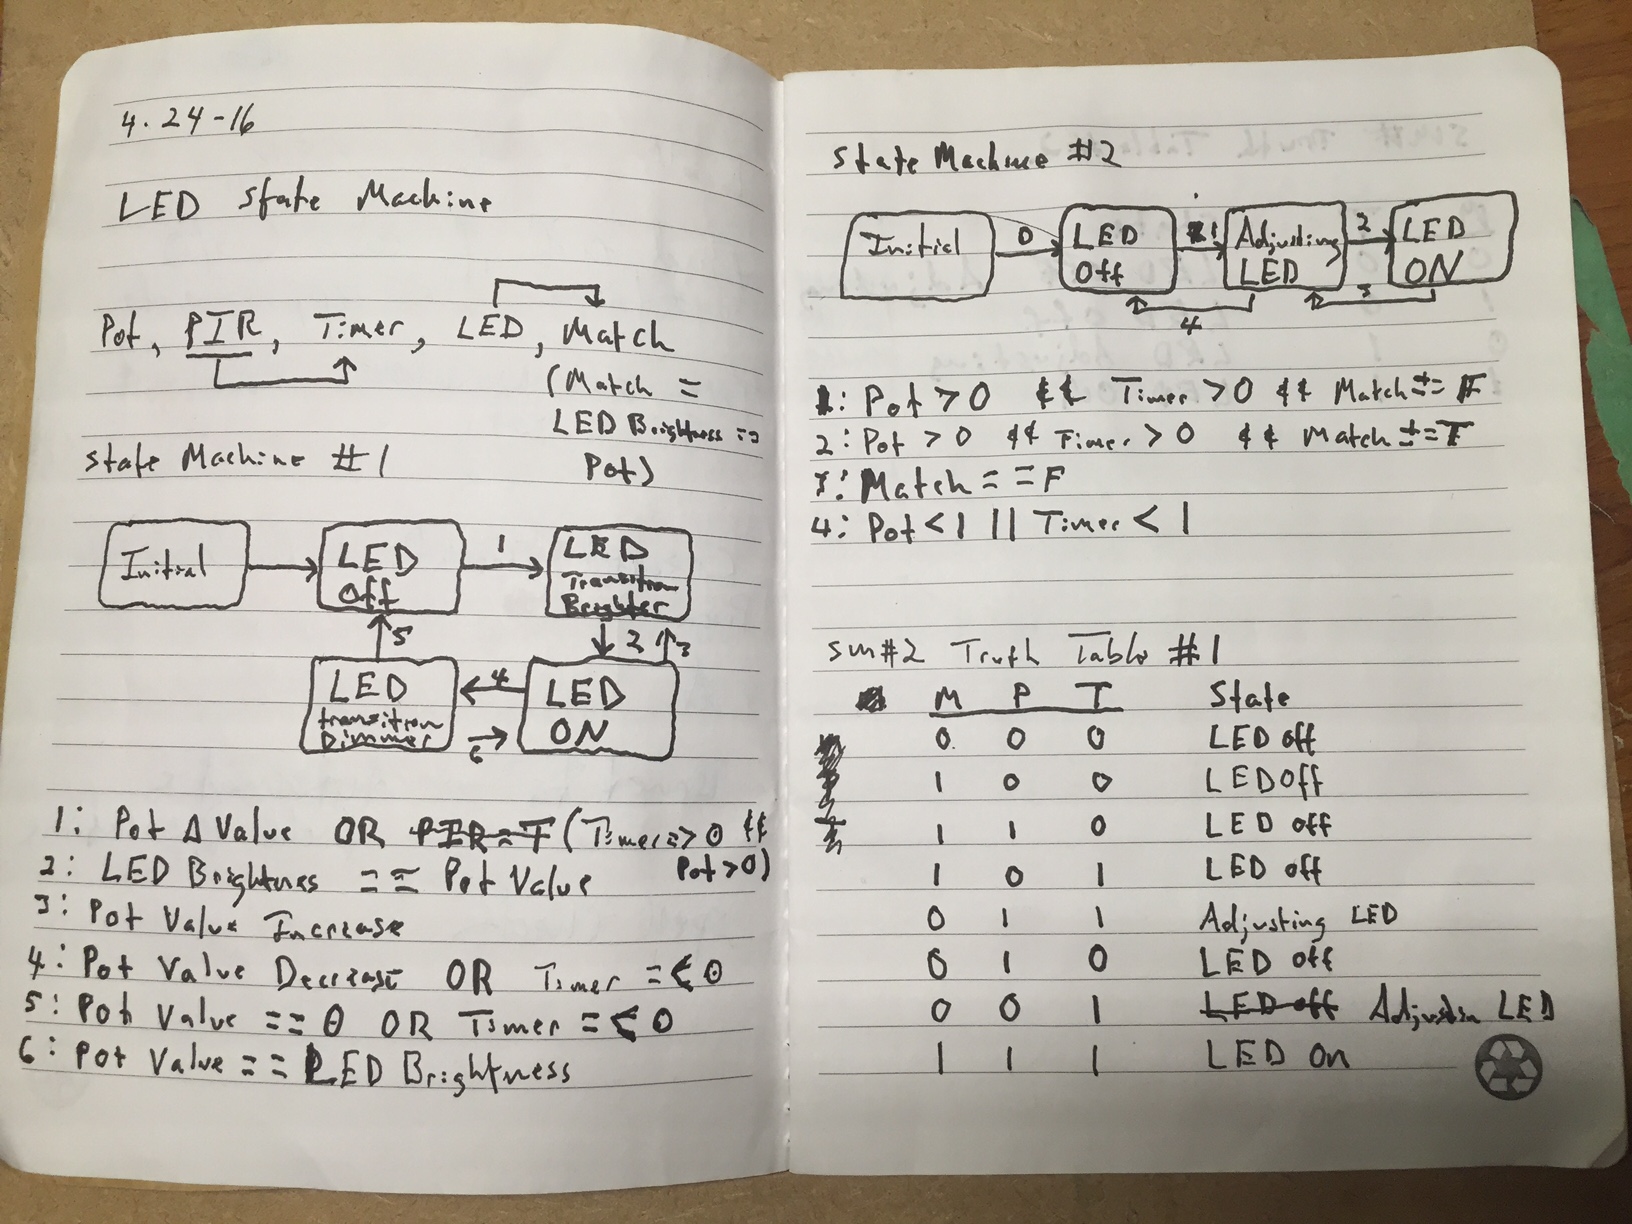 4. 24-16
LED State Machine
Pot, PIR, Timer, LED, Match
(Match =
LED Brightness ==
Pot)
State Machine #1
Initial
LED
Off
1
LED
Transition
Brighter
5
2
3
LED
transition
Dimmer
4
6
LED
ON
1: Pot Δ Value OR PIR=T (Timer=>0 &&
Pot>0)
2: LED Brightness == Pot Value
3: Pot Value Increase
4: Pot Value Decrease OR Timer =<0
5: Pot Value == 0 OR Timer =<0
6: Pot Value == LED Brightness
State Machine #2
Initial
0
LED
Off
1
Adjusting
LED
2
LED
ON
3
4
1: Pot > 0 && Timer > 0 && Match == F
2: Pot > 0 && Timer > 0 && Match == T
3: Match == F
4: Pot < 1 || Timer < 1
SM#2 Truth Table #1
M P T State
0 0 0 LED off
1 0 0 LED Off
1 1 0 LED off
1 0 1 LED off
0 1 1 Adjusting LED
0 1 0 LED off
0 0 1 LED off Adjustin LED
1 1 1 LED On